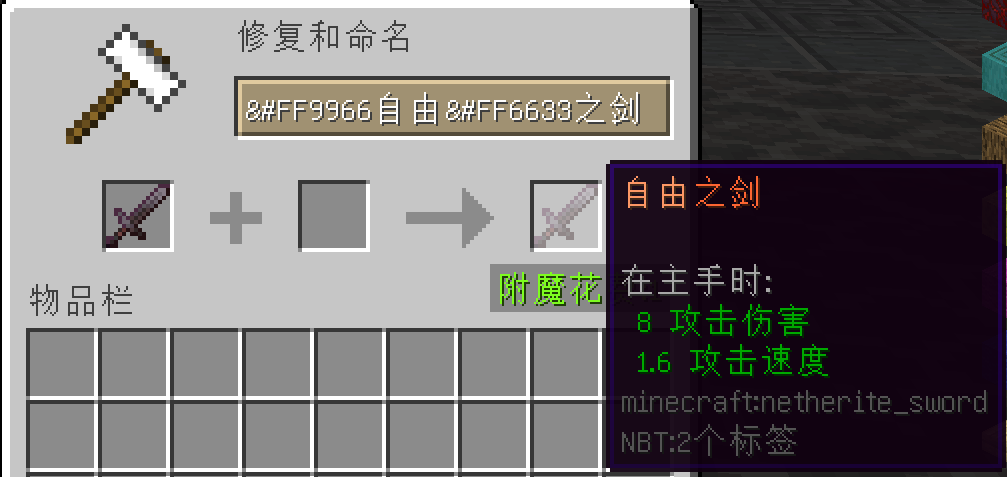 修复和命名
&#FF9966自由&#FF6633之剑
自由之剑
在主手时:
8 攻击伤害
1.6 攻击速度
minecraft:netherite_sword
NBT:2个标签
附魔花
物品栏